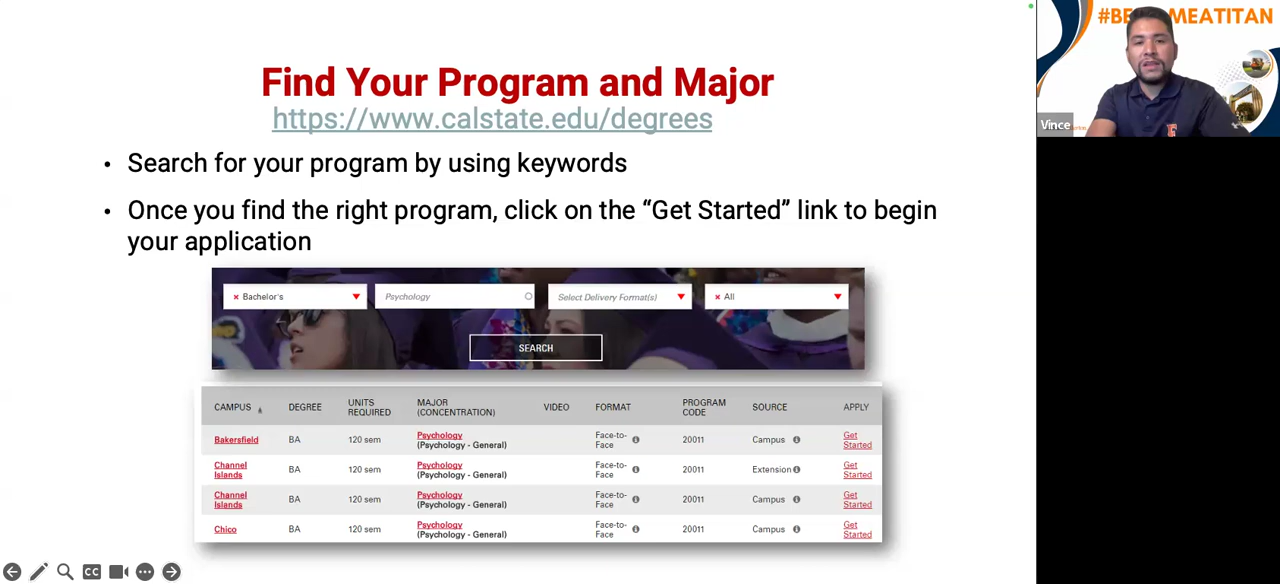 #BE MEATITAN
Find Your Program and Major
https://www.calstate.edu/degrees
• Search for your program by using keywords
• Once you find the right program, click on the “Get Started” link to begin
your application
Vince
× Bachelor's
Psychology
Select Delivery Format(s)
× All
SEARCH
CAMPUS DEGREE UNITS REQUIRED MAJOR (CONCENTRATION) VIDEO FORMAT PROGRAM CODE SOURCE APPLY
Bakersfield BA 120 sem Psychology (Psychology - General) Face-to-Face 20011 Campus Get Started
Channel Islands BA 120 sem Psychology (Psychology - General) Face-to-Face 20011 Extension Get Started
Channel Islands BA 120 sem Psychology (Psychology - General) Face-to-Face 20011 Campus Get Started
Chico BA 120 sem Psychology (Psychology - General) Face-to-Face 20011 Campus Get Started
CC